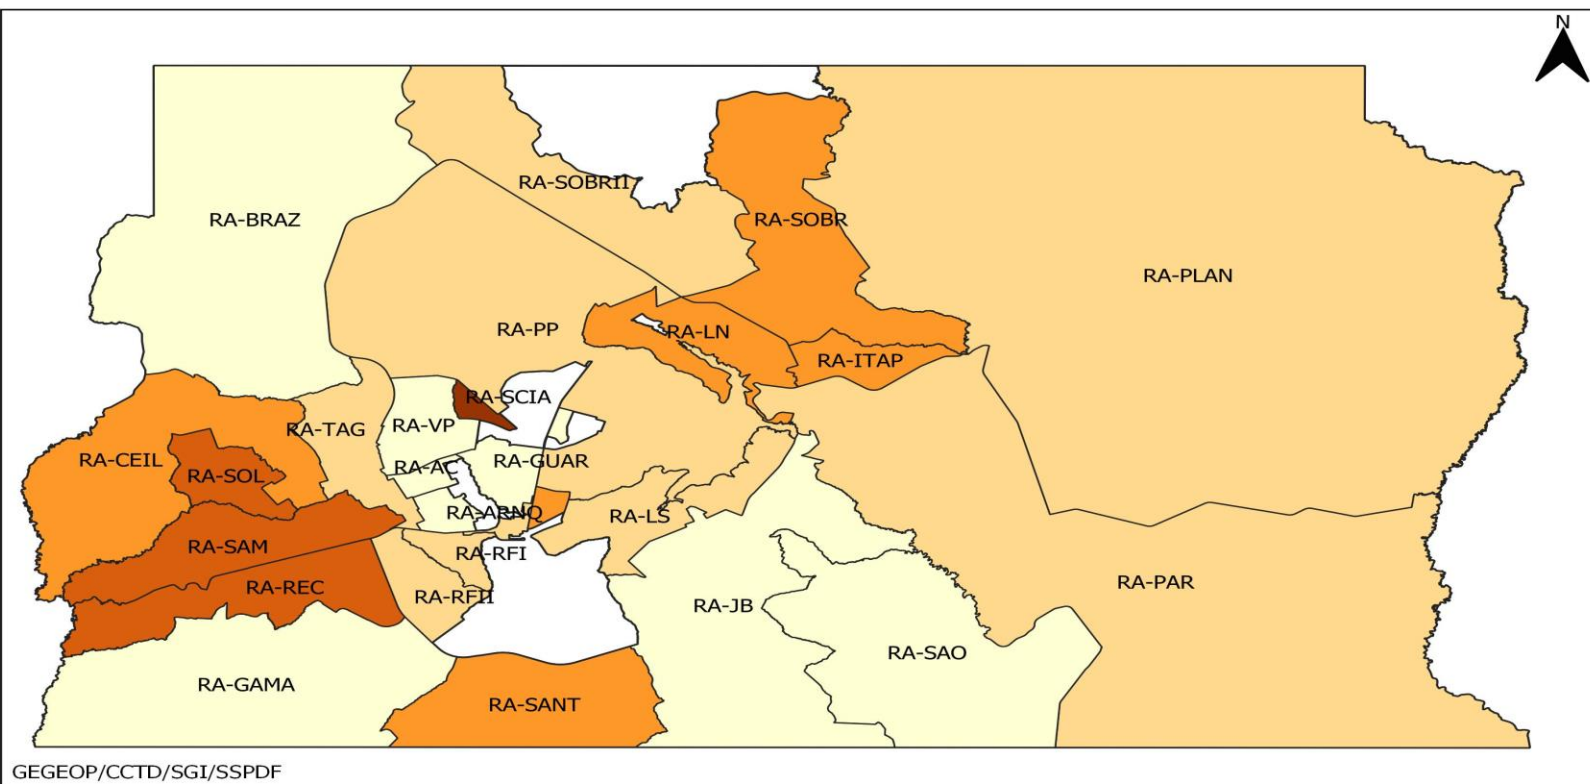 N
RA-SOBRII
RA-BRAZ
RA-SOBR
RA-PLAN
RA-PP
RA-LN
RA-ITAP
RA-SCIA
RA-VP
RA-TAG
RA-CEIL
RA-GUAR
RA-AC
RA-SOL
RA-ARNQ
RA-LS
RA-SAM
RA-RFI
RA-PAR
RA-REC
RA-RFII
RA-JB
RA-SAO
RA-GAMA
RA-SANT
GEGEOP/CCTD/SGI/SSPDF